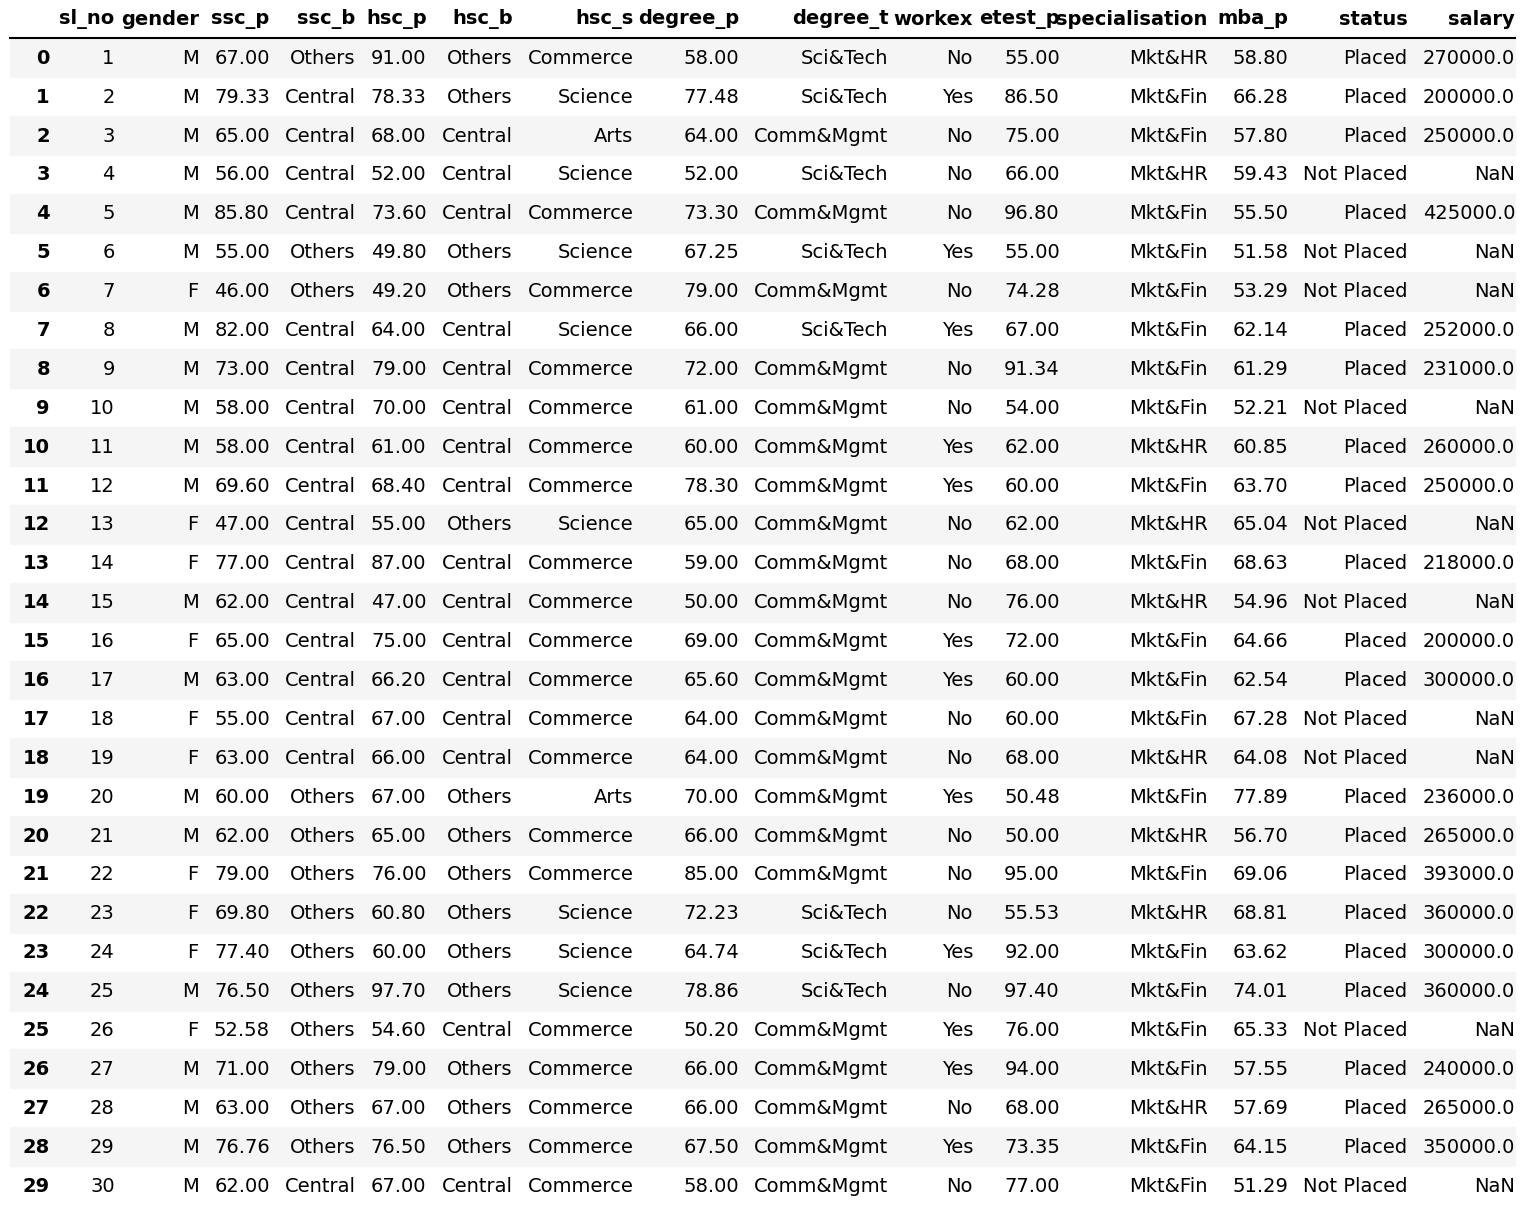 sl_no gender ssc_p ssc_b hsc_p hsc_b hsc_s degree_p degree_t workex etest_p specialisation mba_p status salary
0 1 M 67.00 Others 91.00 Others Commerce 58.00 Sci&Tech No 55.00 Mkt&HR 58.80 Placed 270000.0
1 2 M 79.33 Central 78.33 Others Science 77.48 Sci&Tech Yes 86.50 Mkt&Fin 66.28 Placed 200000.0
2 3 M 65.00 Central 68.00 Central Arts 64.00 Comm&Mgmt No 75.00 Mkt&Fin 57.80 Placed 250000.0
3 4 M 56.00 Central 52.00 Central Science 52.00 Sci&Tech No 66.00 Mkt&HR 59.43 Not Placed NaN
4 5 M 85.80 Central 73.60 Central Commerce 73.30 Comm&Mgmt No 96.80 Mkt&Fin 55.50 Placed 425000.0
5 6 M 55.00 Others 49.80 Others Science 67.25 Sci&Tech Yes 55.00 Mkt&Fin 51.58 Not Placed NaN
6 7 F 46.00 Others 49.20 Others Commerce 79.00 Comm&Mgmt No 74.28 Mkt&Fin 53.29 Not Placed NaN
7 8 M 82.00 Central 64.00 Central Science 66.00 Sci&Tech Yes 67.00 Mkt&Fin 62.14 Placed 252000.0
8 9 M 73.00 Central 79.00 Central Commerce 72.00 Comm&Mgmt No 91.34 Mkt&Fin 61.29 Placed 231000.0
9 10 M 58.00 Central 70.00 Central Commerce 61.00 Comm&Mgmt No 54.00 Mkt&Fin 52.21 Not Placed NaN
10 11 M 58.00 Central 61.00 Central Commerce 60.00 Comm&Mgmt Yes 62.00 Mkt&HR 60.85 Placed 260000.0
11 12 M 69.60 Central 68.40 Central Commerce 78.30 Comm&Mgmt Yes 60.00 Mkt&Fin 63.70 Placed 250000.0
12 13 F 47.00 Central 55.00 Others Science 65.00 Comm&Mgmt No 62.00 Mkt&HR 65.04 Not Placed NaN
13 14 F 77.00 Central 87.00 Central Commerce 59.00 Comm&Mgmt No 68.00 Mkt&Fin 68.63 Placed 218000.0
14 15 M 62.00 Central 47.00 Central Commerce 50.00 Comm&Mgmt No 76.00 Mkt&HR 54.96 Not Placed NaN
15 16 F 65.00 Central 75.00 Central Commerce 69.00 Comm&Mgmt Yes 72.00 Mkt&Fin 64.66 Placed 200000.0
16 17 M 63.00 Central 66.20 Central Commerce 65.60 Comm&Mgmt Yes 60.00 Mkt&Fin 62.54 Placed 300000.0
17 18 F 55.00 Central 67.00 Central Commerce 64.00 Comm&Mgmt No 60.00 Mkt&Fin 67.28 Not Placed NaN
18 19 F 63.00 Central 66.00 Central Commerce 64.00 Comm&Mgmt No 68.00 Mkt&HR 64.08 Not Placed NaN
19 20 M 60.00 Others 67.00 Others Arts 70.00 Comm&Mgmt Yes 50.48 Mkt&Fin 77.89 Placed 236000.0
20 21 M 62.00 Others 65.00 Others Commerce 66.00 Comm&Mgmt No 50.00 Mkt&HR 56.70 Placed 265000.0
21 22 F 79.00 Others 76.00 Others Commerce 85.00 Comm&Mgmt No 95.00 Mkt&Fin 69.06 Placed 393000.0
22 23 F 69.80 Others 60.80 Others Science 72.23 Sci&Tech No 55.53 Mkt&HR 68.81 Placed 360000.0
23 24 F 77.40 Others 60.00 Others Science 64.74 Sci&Tech Yes 92.00 Mkt&Fin 63.62 Placed 300000.0
24 25 M 76.50 Others 97.70 Others Science 78.86 Sci&Tech No 97.40 Mkt&Fin 74.01 Placed 360000.0
25 26 F 52.58 Others 54.60 Central Commerce 50.20 Comm&Mgmt Yes 76.00 Mkt&Fin 65.33 Not Placed NaN
26 27 M 71.00 Others 79.00 Others Commerce 66.00 Comm&Mgmt Yes 94.00 Mkt&Fin 57.55 Placed 240000.0
27 28 M 63.00 Others 67.00 Others Commerce 66.00 Comm&Mgmt No 68.00 Mkt&HR 57.69 Placed 265000.0
28 29 M 76.76 Others 76.50 Others Commerce 67.50 Comm&Mgmt Yes 73.35 Mkt&Fin 64.15 Placed 350000.0
29 30 M 62.00 Central 67.00 Central Commerce 58.00 Comm&Mgmt No 77.00 Mkt&Fin 51.29 Not Placed NaN